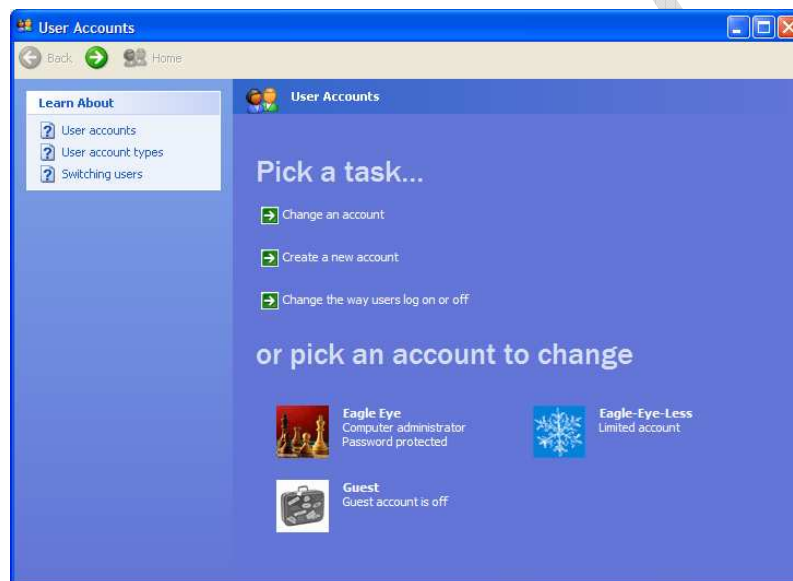 User Accounts
Back
Home
Learn About
User accounts
User account types
Switching users
User Accounts
Pick a task...
Change an account
Create a new account
Change the way users log on or off
or pick an account to change
Eagle Eye
Computer administrator
Password protected
Eagle-Eye-Less
Limited account
Guest
Guest account is off